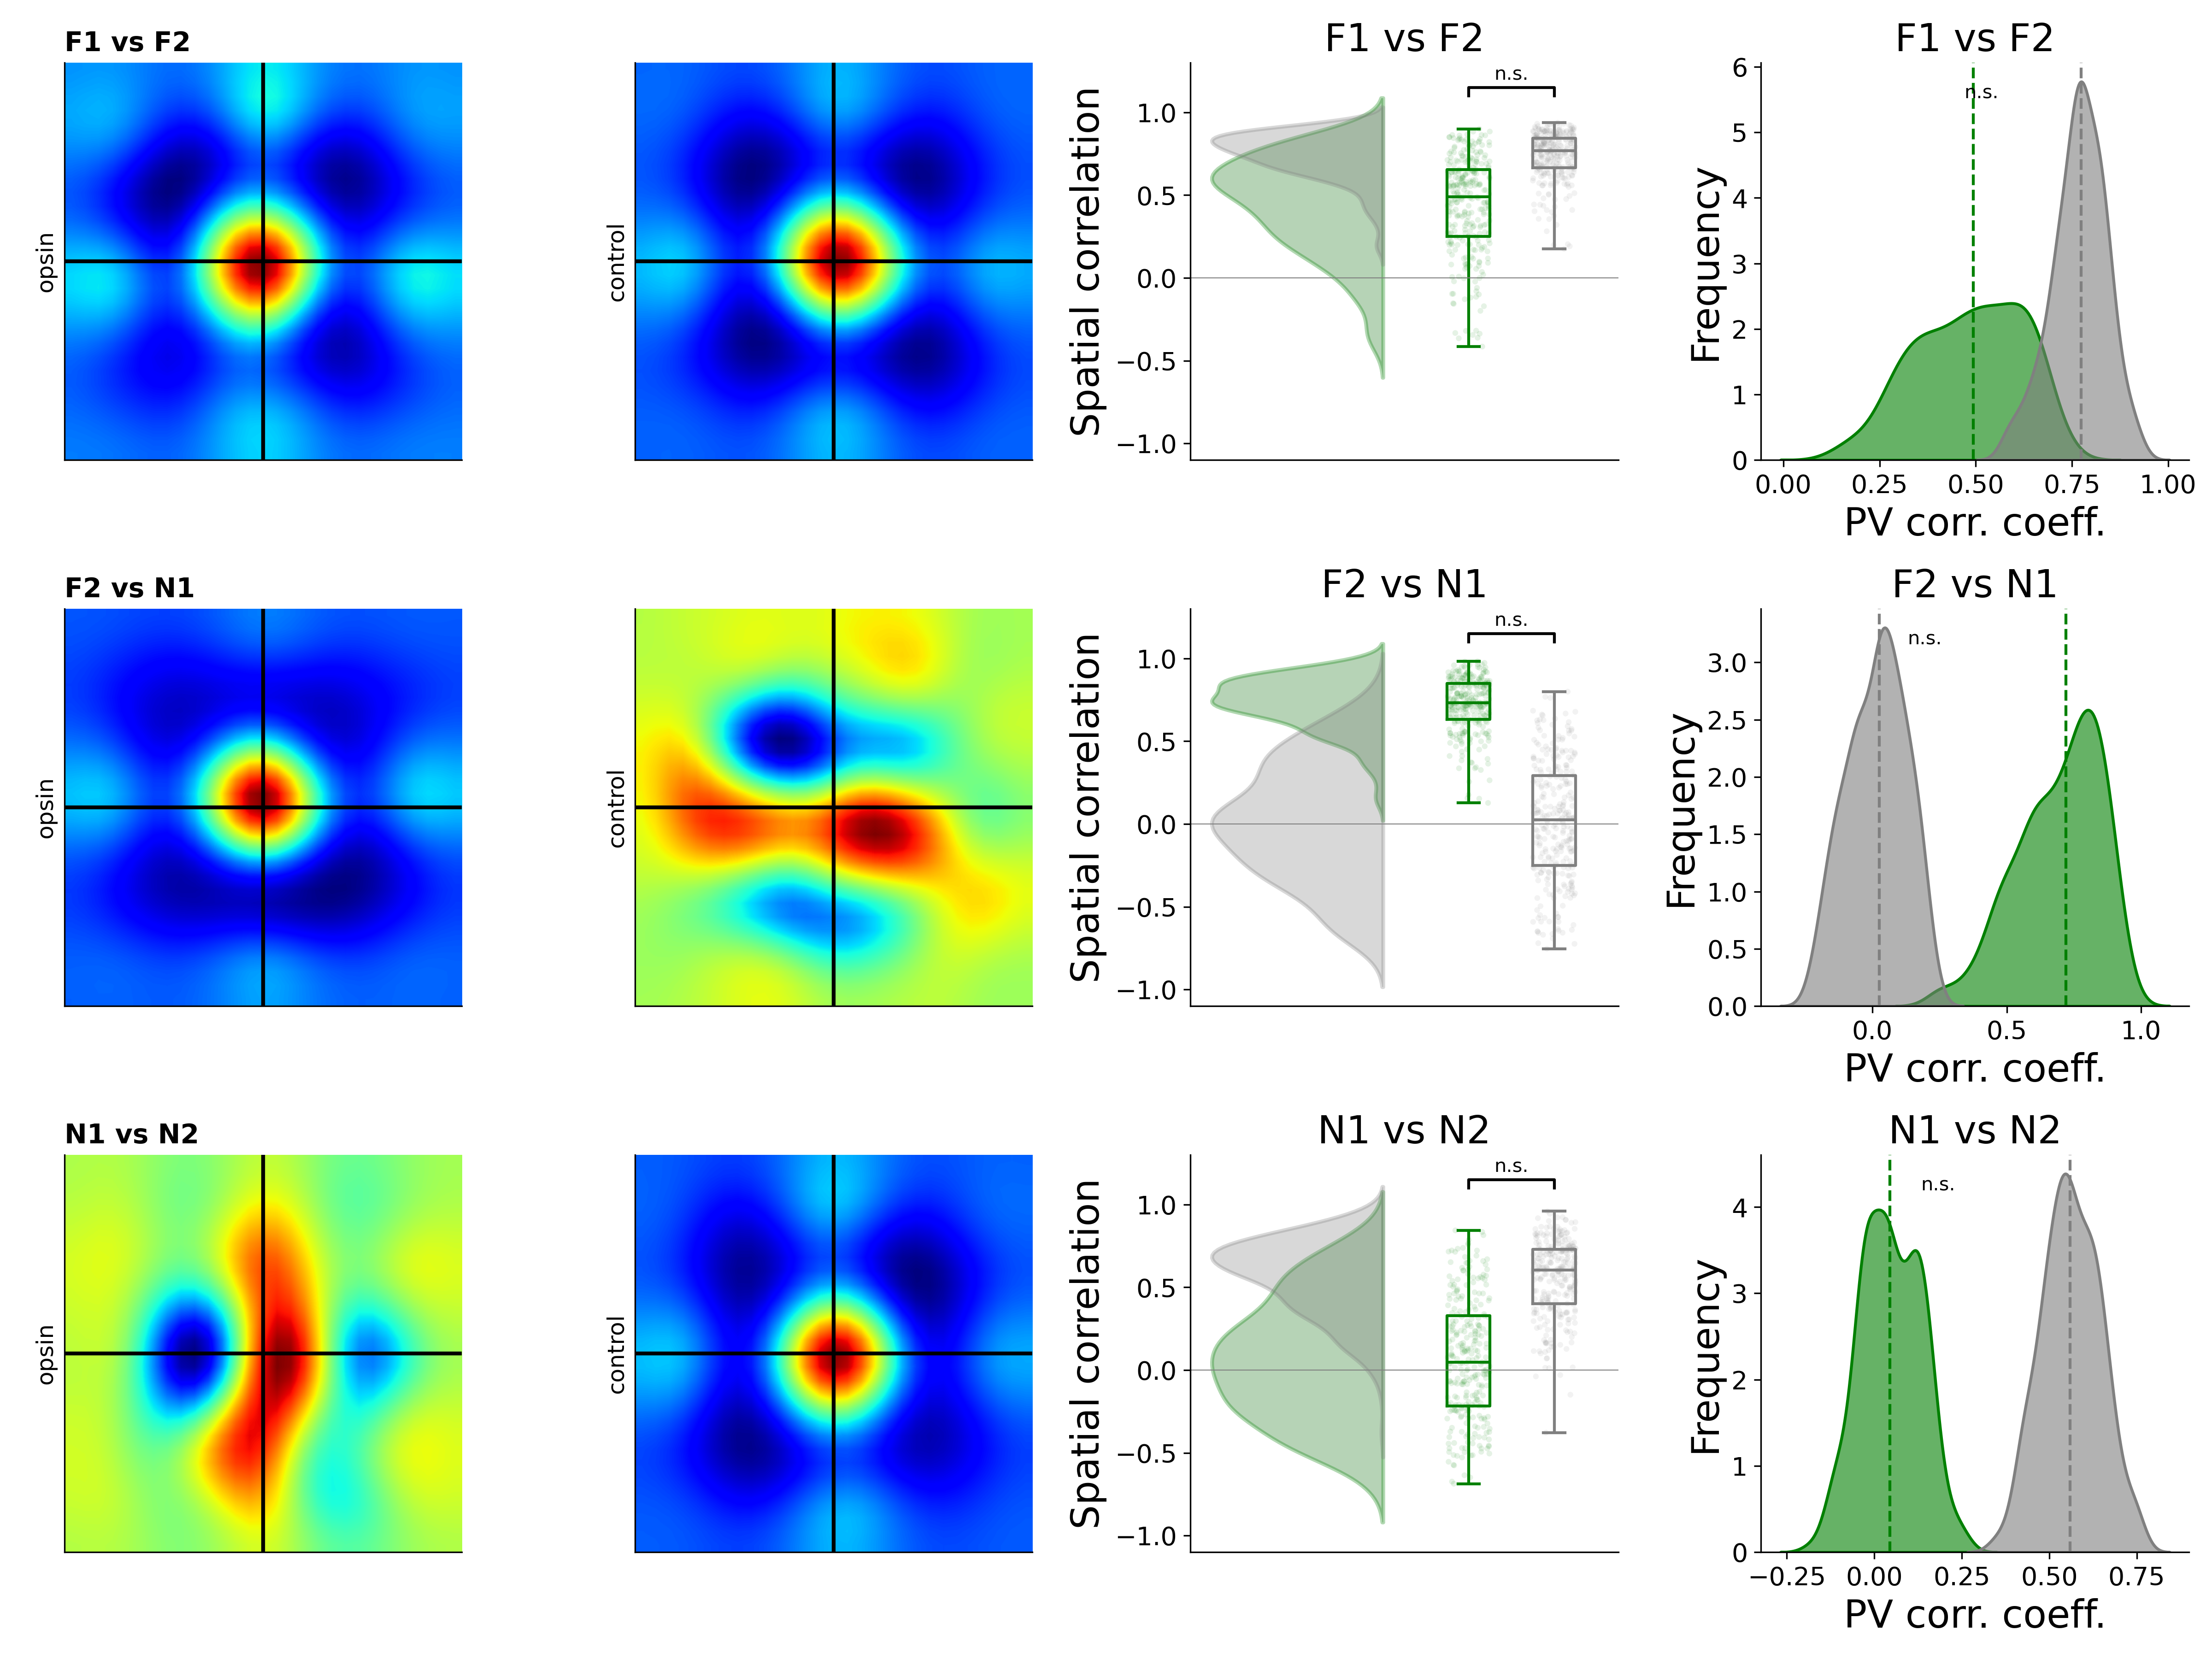 F1 vs F2
opsin
control
F1 vs F2
Spatial correlation
1.0
0.5
0.0
−0.5
−1.0
n.s.
F1 vs F2
Frequency
6
5
4
3
2
1
0
n.s.
0.00 0.25 0.50 0.75 1.00
PV corr. coeff.
F2 vs N1
opsin
control
F2 vs N1
Spatial correlation
1.0
0.5
0.0
−0.5
−1.0
n.s.
F2 vs N1
Frequency
3.0
2.5
2.0
1.5
1.0
0.5
0.0
n.s.
0.0 0.5 1.0
PV corr. coeff.
N1 vs N2
opsin
control
N1 vs N2
Spatial correlation
1.0
0.5
0.0
−0.5
−1.0
n.s.
N1 vs N2
Frequency
4
3
2
1
0
n.s.
−0.25 0.00 0.25 0.50 0.75
PV corr. coeff.